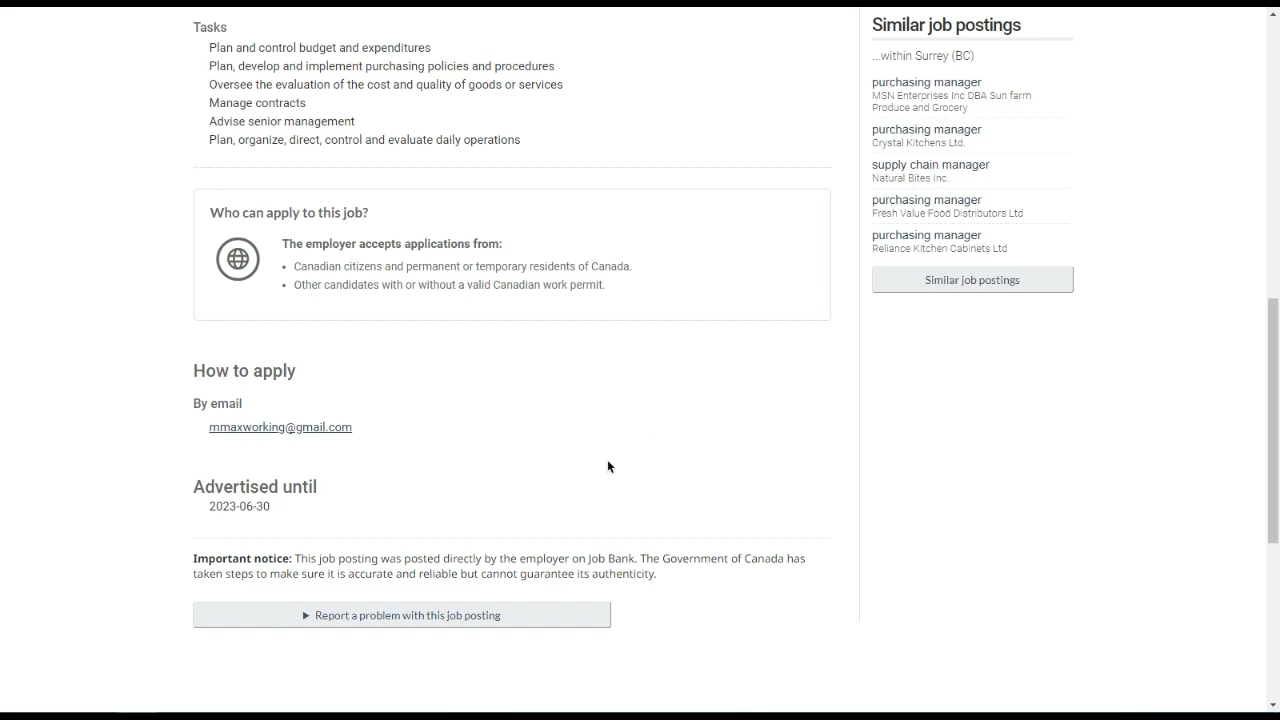 Tasks
Plan and control budget and expenditures
Plan, develop and implement purchasing policies and procedures
Oversee the evaluation of the cost and quality of goods or services
Manage contracts
Advise senior management
Plan, organize, direct, control and evaluate daily operations
Who can apply to this job?
The employer accepts applications from:
• Canadian citizens and permanent or temporary residents of Canada.
• Other candidates with or without a valid Canadian work permit.
How to apply
By email
mmaxworking@gmail.com
Advertised until
2023-06-30
Important notice: This job posting was posted directly by the employer on Job Bank. The Government of Canada has
taken steps to make sure it is accurate and reliable but cannot guarantee its authenticity.
▶ Report a problem with this job posting
Similar job postings
...within Surrey (BC)
purchasing manager
MSN Enterprises Inc DBA Sun farm
Produce and Grocery
purchasing manager
Crystal Kitchens Ltd.
supply chain manager
Natural Bites Inc.
purchasing manager
Fresh Value Food Distributors Ltd
purchasing manager
Reliance Kitchen Cabinets Ltd
Similar job postings